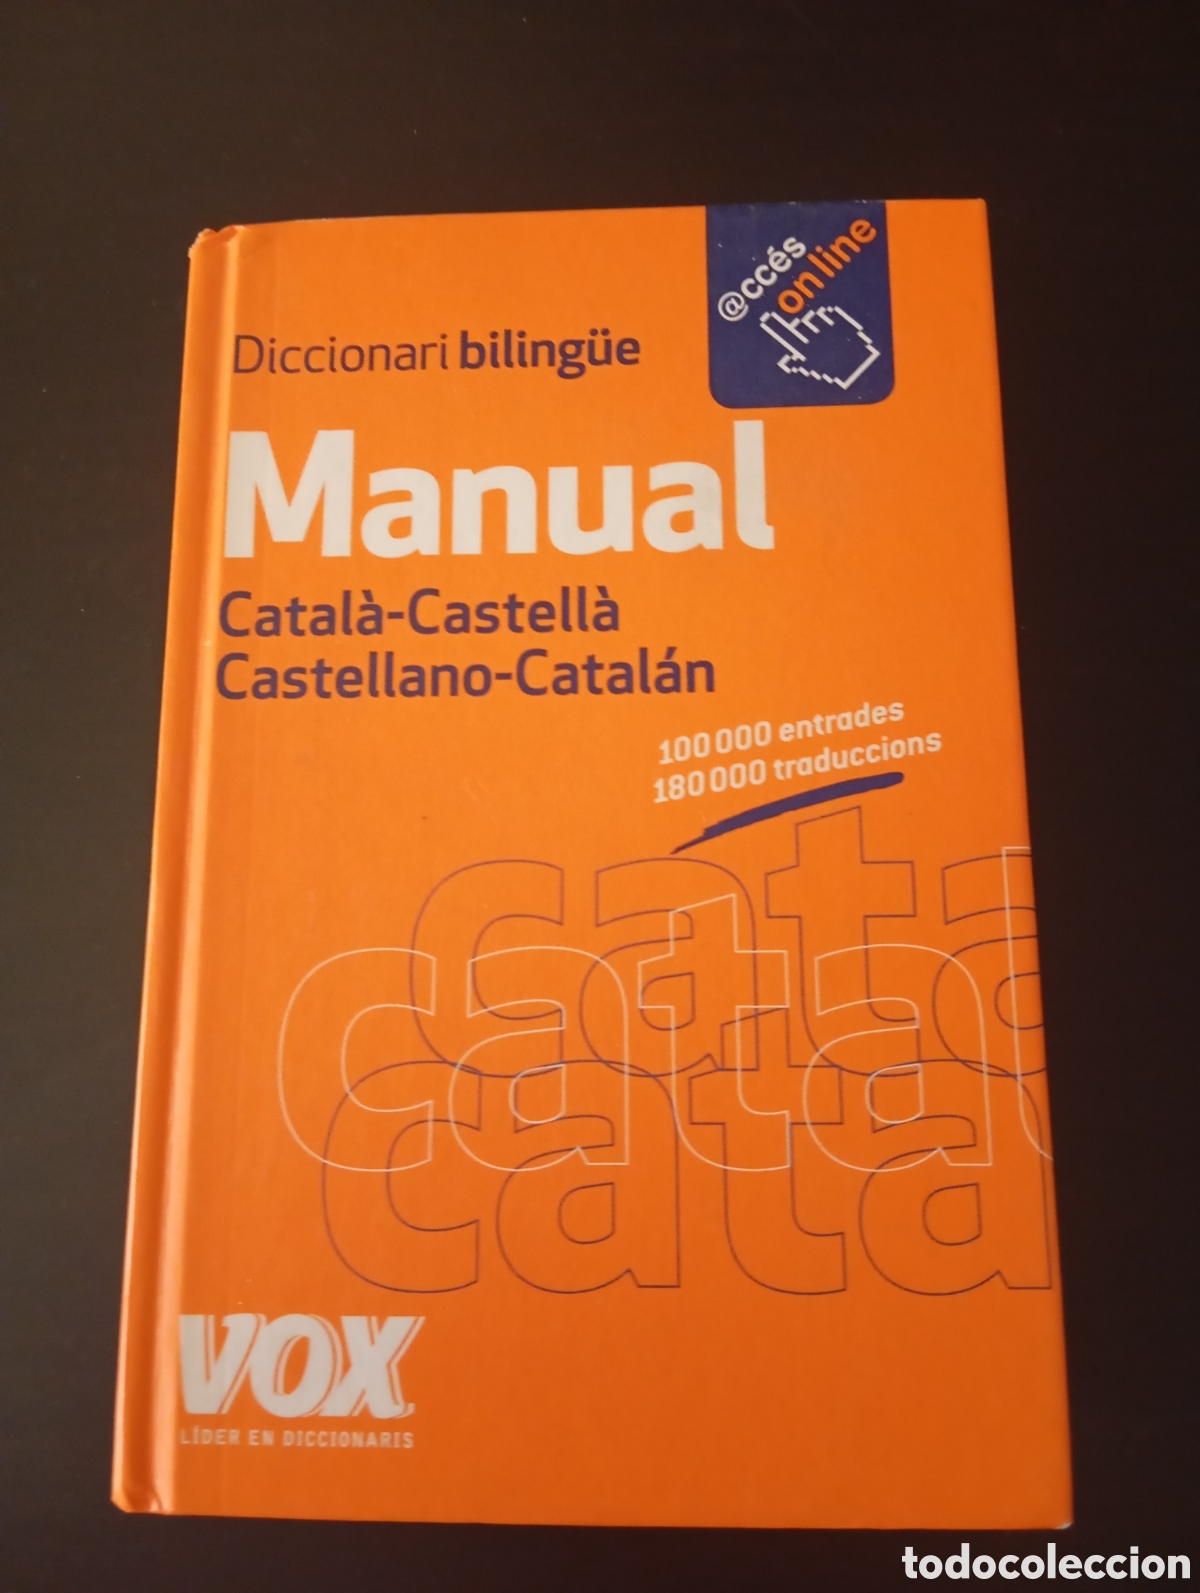 @ccés
on line
Diccionari bilingüe
Manual
Català-Castellà
Castellano-Catalán
100 000 entrades
180 000 traduccions
cata
catal
cata
VOX
LÍDER EN DICCIONARIS
todocoleccion